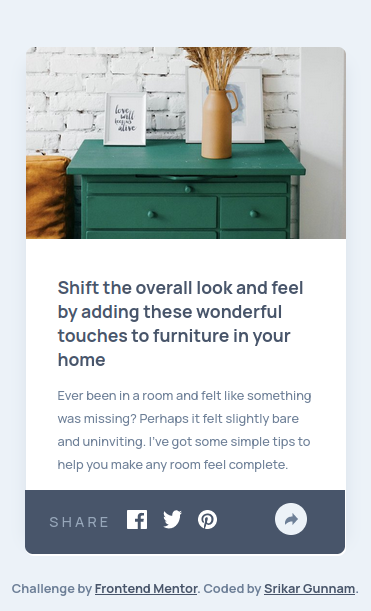 love
will
begins
alive
Shift the overall look and feel
by adding these wonderful
touches to furniture in your
home
Ever been in a room and felt like something
was missing? Perhaps it felt slightly bare
and uninviting. I've got some simple tips to
help you make any room feel complete.
SHARE
Challenge by Frontend Mentor. Coded by Srikar Gunnam.